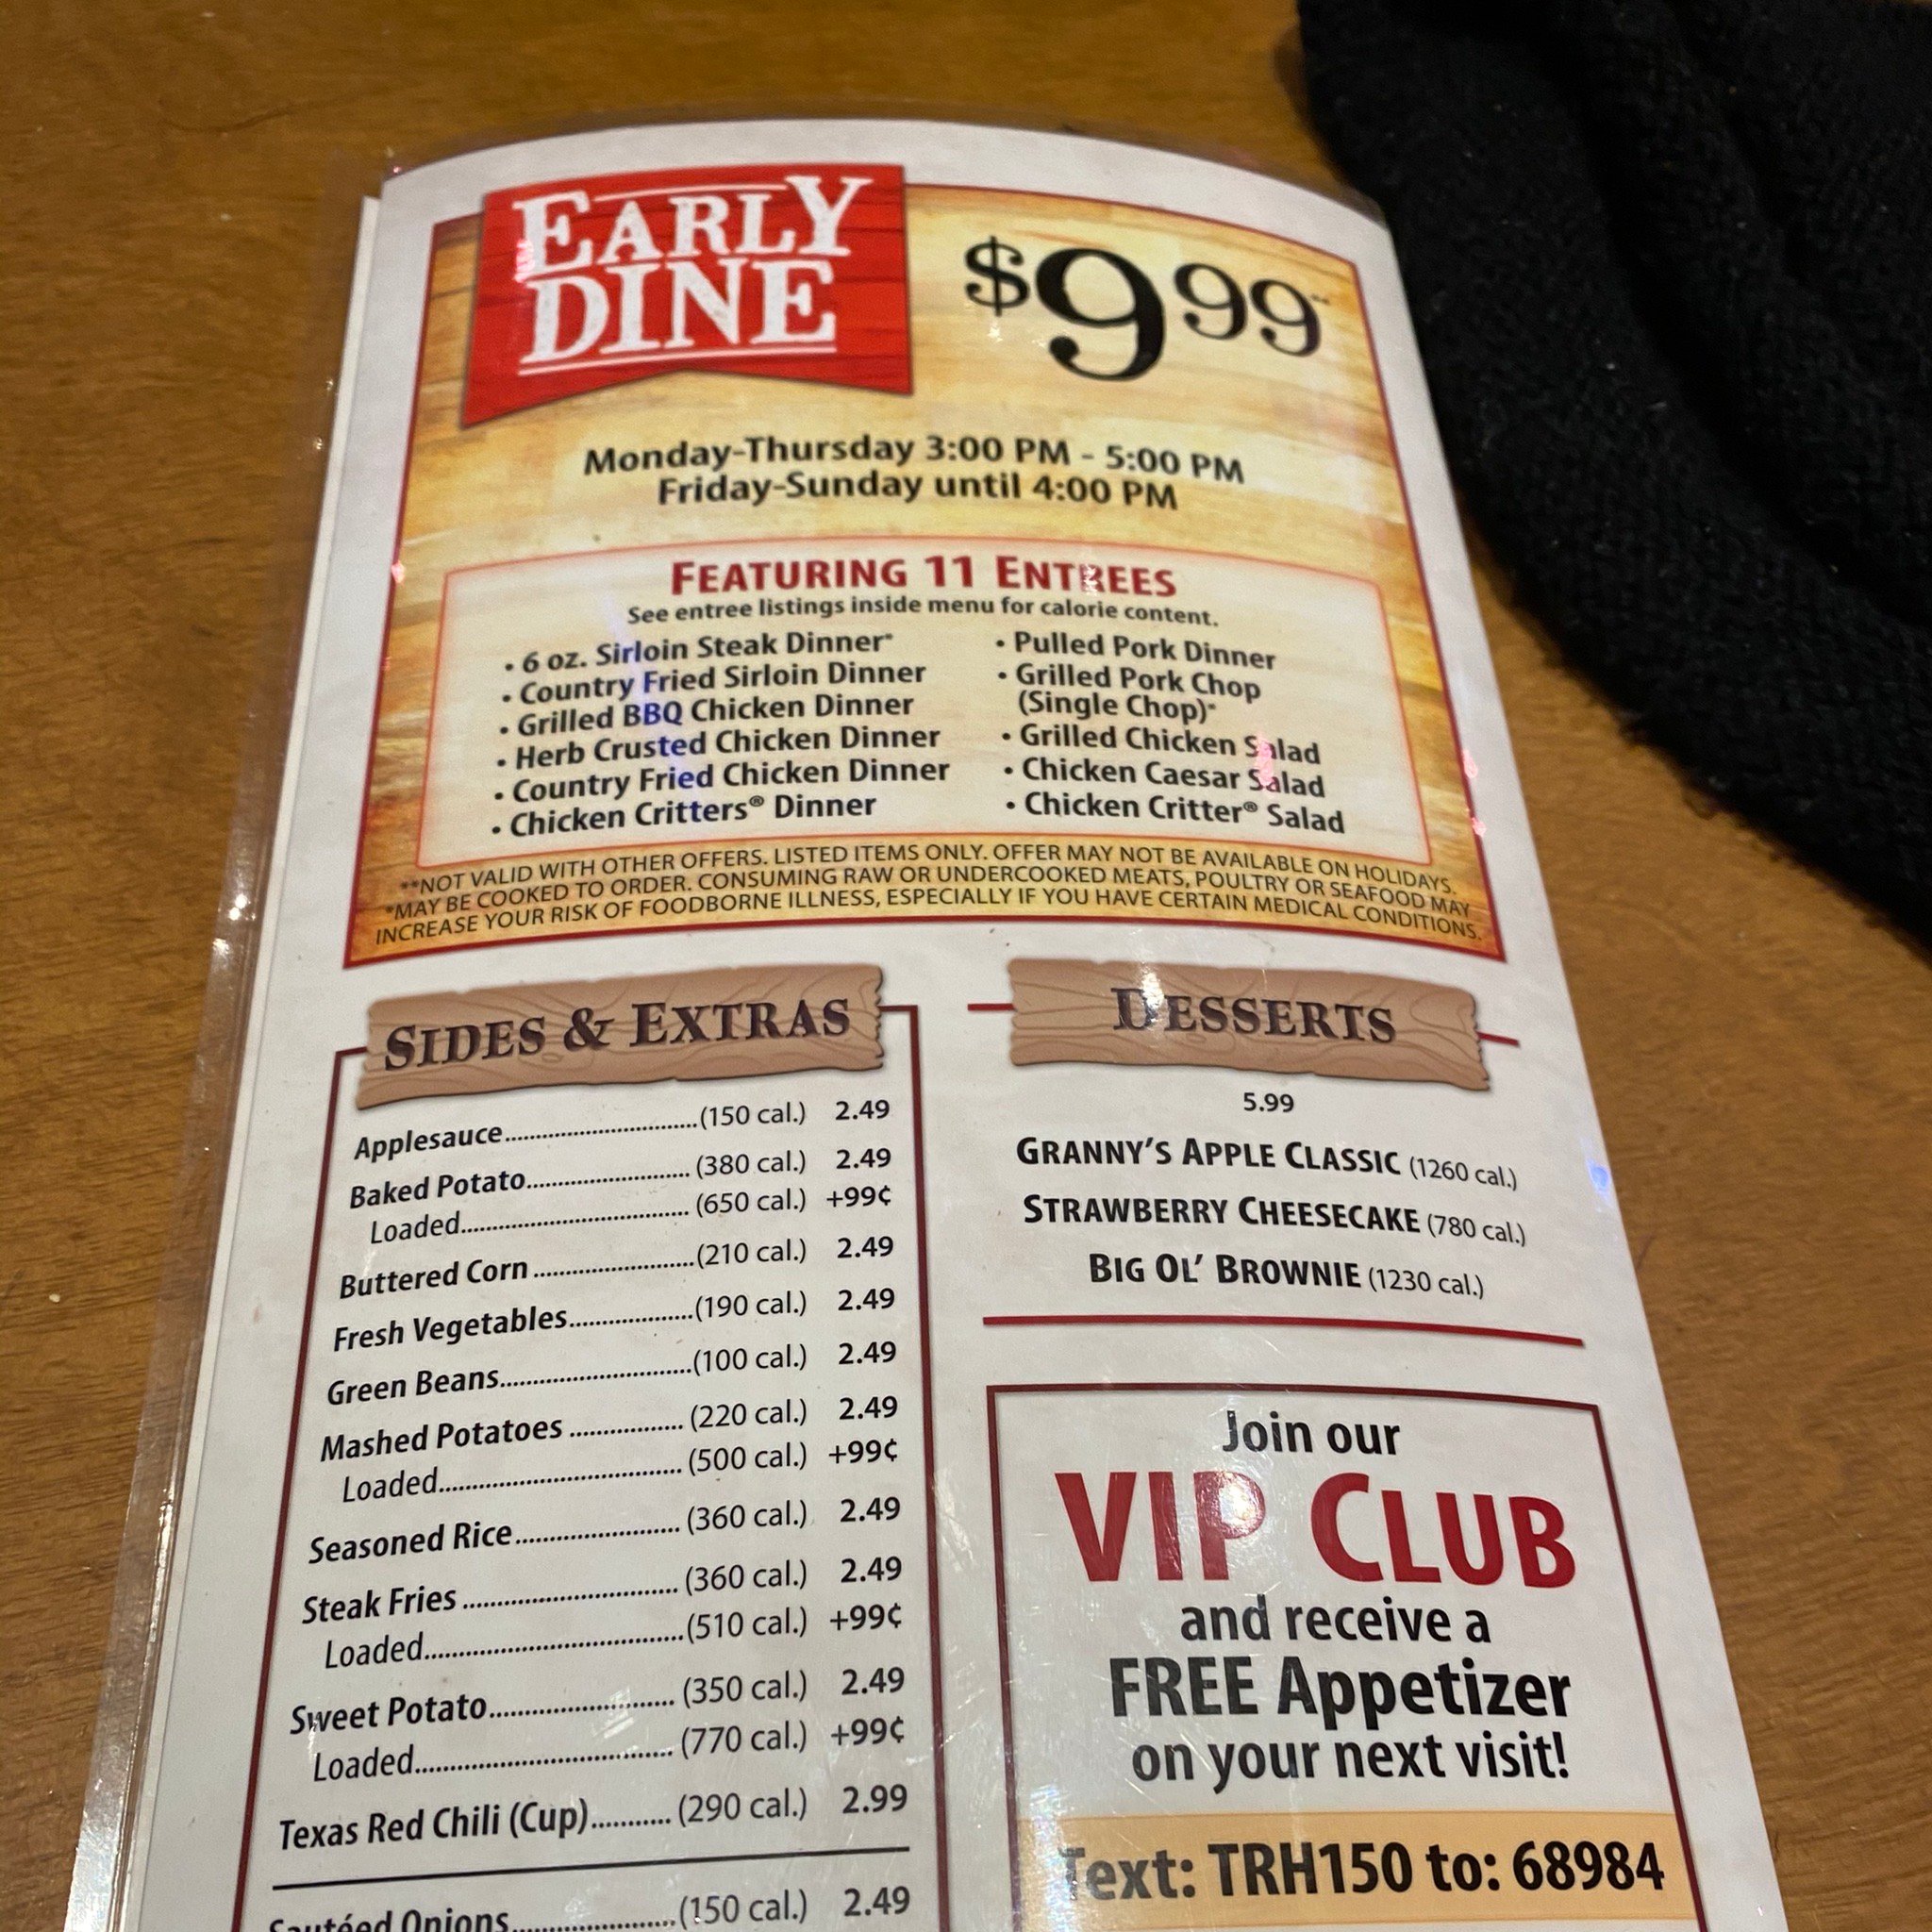 EARLY
DINE
$9.99**
Monday-Thursday 3:00 PM - 5:00 PM
Friday-Sunday until 4:00 PM
FEATURING 11 ENTREES
See entree listings inside menu for calorie content.
• 6 oz. Sirloin Steak Dinner*
• Country Fried Sirloin Dinner
• Grilled BBQ Chicken Dinner
• Herb Crusted Chicken Dinner
• Country Fried Chicken Dinner
• Chicken Critters® Dinner
• Pulled Pork Dinner
• Grilled Pork Chop
(Single Chop)*
• Grilled Chicken Salad
• Chicken Caesar Salad
• Chicken Critter® Salad
**NOT VALID WITH OTHER OFFERS. LISTED ITEMS ONLY. OFFER MAY NOT BE AVAILABLE ON HOLIDAYS.
*MAY BE COOKED TO ORDER. CONSUMING RAW OR UNDERCOOKED MEATS, POULTRY OR SEAFOOD MAY
INCREASE YOUR RISK OF FOODBORNE ILLNESS, ESPECIALLY IF YOU HAVE CERTAIN MEDICAL CONDITIONS.
SIDES & EXTRAS
Applesauce (150 cal.) 2.49
Baked Potato (380 cal.) 2.49
Loaded (650 cal.) +99¢
Buttered Corn (210 cal.) 2.49
Fresh Vegetables (190 cal.) 2.49
Green Beans (100 cal.) 2.49
Mashed Potatoes (220 cal.) 2.49
Loaded (500 cal.) +99¢
Seasoned Rice (360 cal.) 2.49
Steak Fries (360 cal.) 2.49
Loaded (510 cal.) +99¢
Sweet Potato (350 cal.) 2.49
Loaded (770 cal.) +99¢
Texas Red Chili (Cup) (290 cal.) 2.99
Sautéed Onions (150 cal.) 2.49
DESSERTS
5.99
GRANNY'S APPLE CLASSIC (1260 cal.)
STRAWBERRY CHEESECAKE (780 cal.)
BIG OL' BROWNIE (1230 cal.)
Join our
VIP CLUB
and receive a
FREE Appetizer
on your next visit!
Text: TRH150 to: 68984